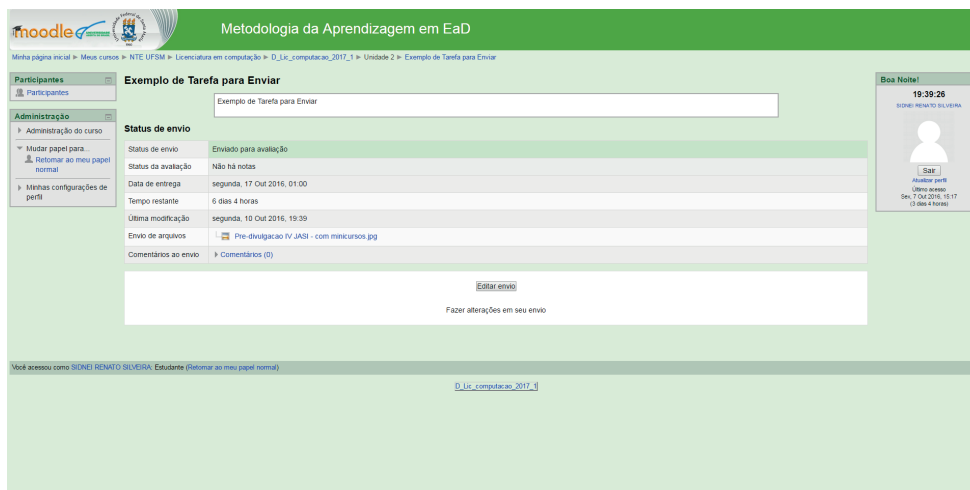 moodle
Metodologia da Aprendizagem em EaD
Minha página inicial ► Meus cursos ► NTE UFSM ► Licenciatura em computação ► D_Lic_computacao_2017_1 ► Unidade 2 ► Exemplo de Tarefa para Enviar
Participantes
Participantes
Administração
Administração do curso
Mudar papel para...
Retornar ao meu papel
normal
Minhas configurações de
perfil
Exemplo de Tarefa para Enviar
Exemplo de Tarefa para Enviar
Status de envio
Status de envio Enviado para avaliação
Status da avaliação Não há notas
Data de entrega segunda, 17 Out 2016, 01:00
Tempo restante 6 dias 4 horas
Última modificação segunda, 10 Out 2016, 19:39
Envio de arquivos Pre-divulgacao IV JASI - com minicursos.jpg
Comentários ao envio Comentários (0)
Editar envio
Fazer alterações em seu envio
Boa Noite!
19:39:26
SIDNEI RENATO SILVEIRA
Sair
Atualizar perfil
Último acesso
Sex, 7 Out 2016, 15:17
(3 dias 4 horas)
Você acessou como SIDNEI RENATO SILVEIRA: Estudante (Retornar ao meu papel normal)
D_Lic_computacao_2017_1